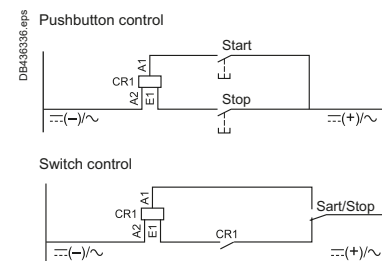 DB436336.eps
Pushbutton control
Start
A1
CR1
A2
E1
Stop
⎓(–)/∿
⎓(+)/∿
Switch control
A1
CR1
A2
E1
Sart/Stop
CR1
⎓(–)/∿
⎓(+)/∿